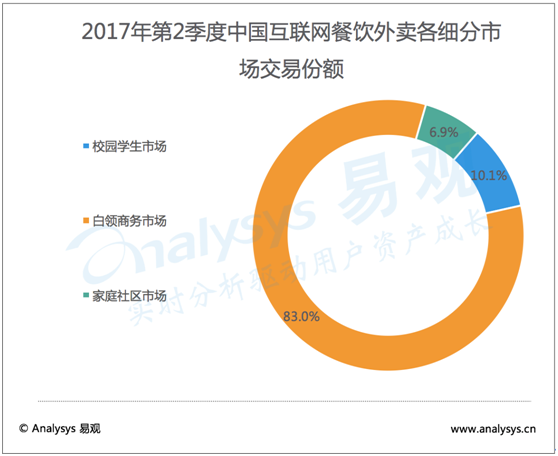 2017年第2季度中国互联网餐饮外卖各细分市
场交易份额
6.9%
校园学生市场
10.1%
白领商务市场
Analysys 易观
实时分析驱动用户资产成长
家庭社区市场
83.0%
© Analysys 易观
www.analysys.cn